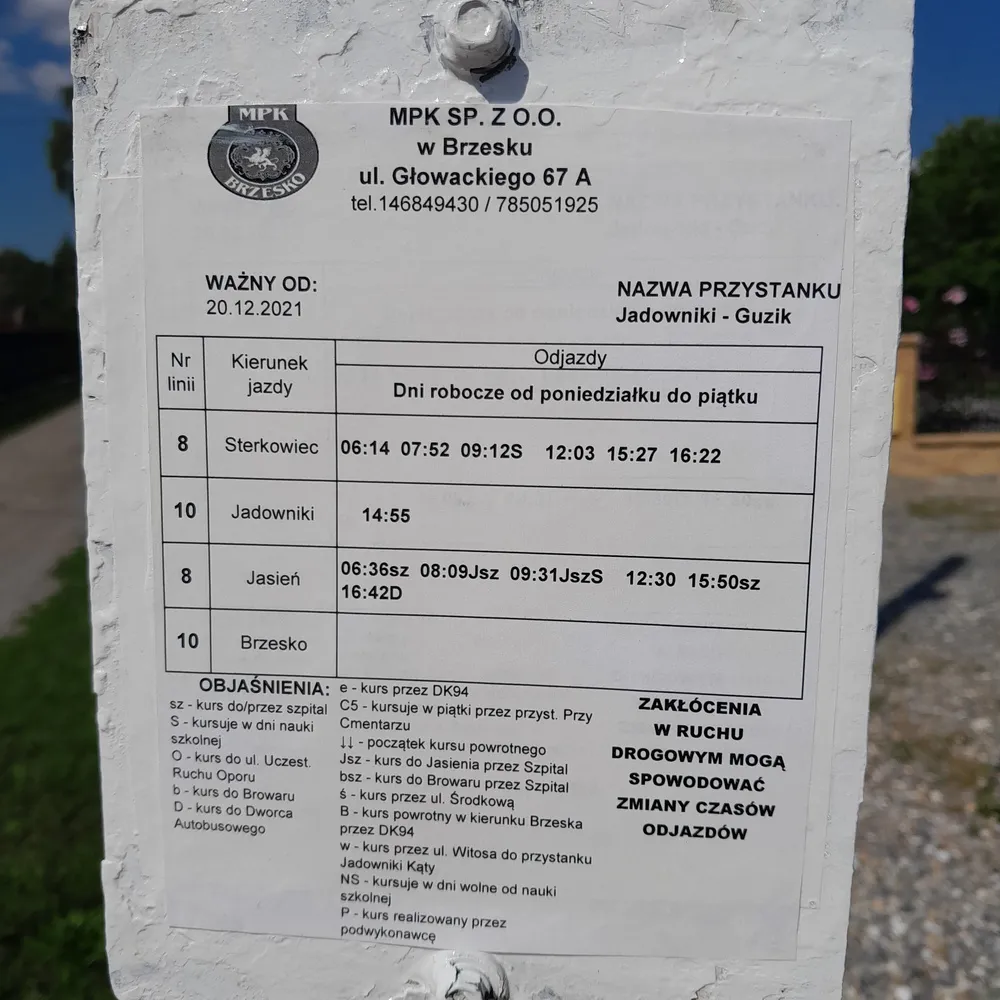 MPK
BRZESKO
MPK SP. Z O.O.
w Brzesku
ul. Głowackiego 67 A
tel.146849430 / 785051925
WAŻNY OD:
20.12.2021
NAZWA PRZYSTANKU
Jadowniki - Guzik
Nr
linii
Kierunek
jazdy
Odjazdy
Dni robocze od poniedziałku do piątku
8 Sterkowiec 06:14 07:52 09:12S 12:03 15:27 16:22
10 Jadowniki 14:55
8 Jasień 06:36sz 08:09Jsz 09:31JszS 12:30 15:50sz
16:42D
10 Brzesko
OBJAŚNIENIA:
sz - kurs do/przez szpital
S - kursuje w dni nauki
szkolnej
O - kurs do ul. Uczest.
Ruchu Oporu
b - kurs do Browaru
D - kurs do Dworca
Autobusowego
e - kurs przez DK94
C5 - kursuje w piątki przez przyst. Przy
Cmentarzu
↓↓ - początek kursu powrotnego
Jsz - kurs do Jasienia przez Szpital
bsz - kurs do Browaru przez Szpital
ś - kurs przez ul. Środkową
B - kurs powrotny w kierunku Brzeska
przez DK94
w - kurs przez ul. Witosa do przystanku
Jadowniki Kąty
NS - kursuje w dni wolne od nauki
szkolnej
P - kurs realizowany przez
podwykonawcę
ZAKŁÓCENIA
W RUCHU
DROGOWYM MOGĄ
SPOWODOWAĆ
ZMIANY CZASÓW
ODJAZDÓW